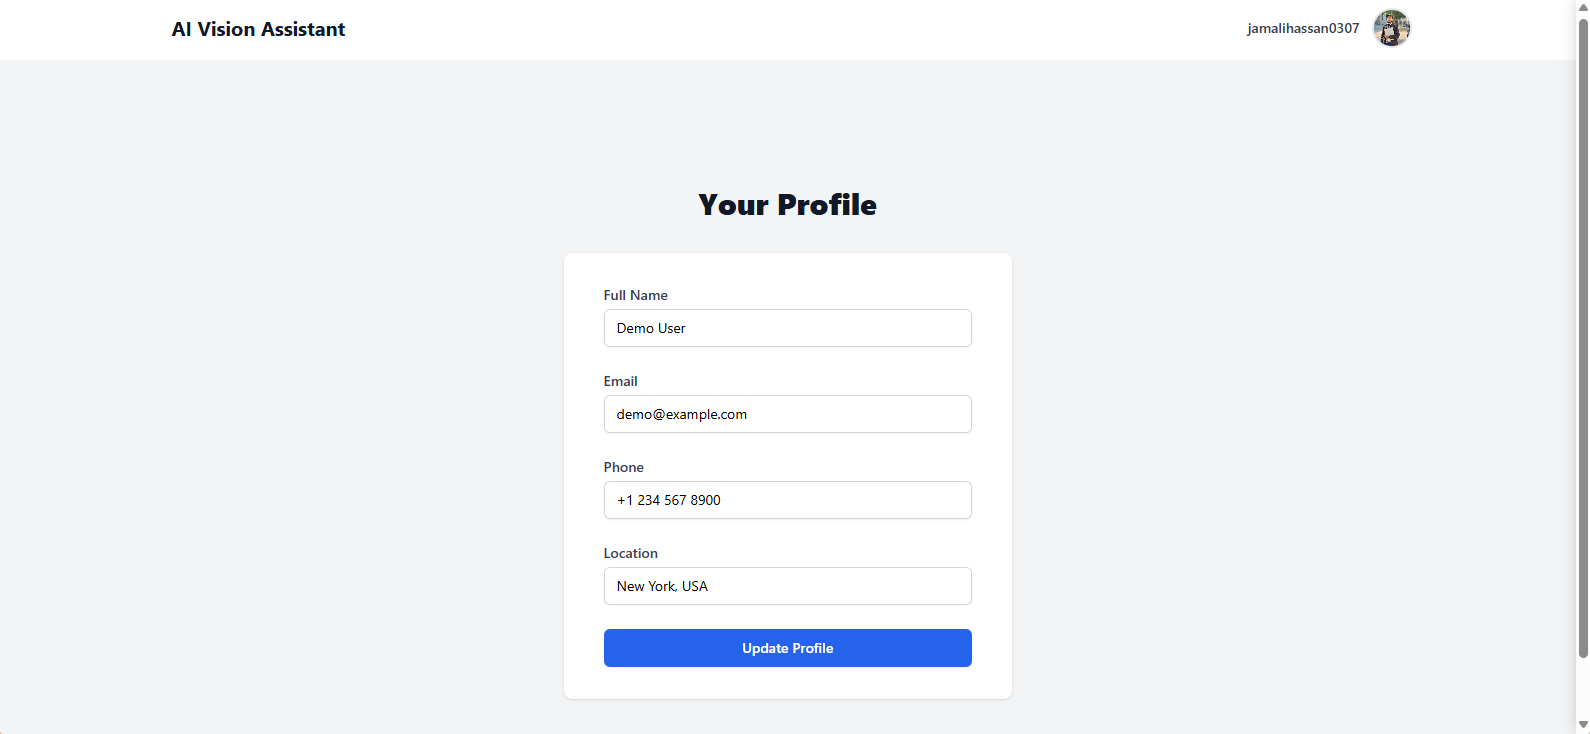 AI Vision Assistant
jamalihassan0307
Your Profile
Full Name
Demo User
Email
demo@example.com
Phone
+1 234 567 8900
Location
New York, USA
Update Profile